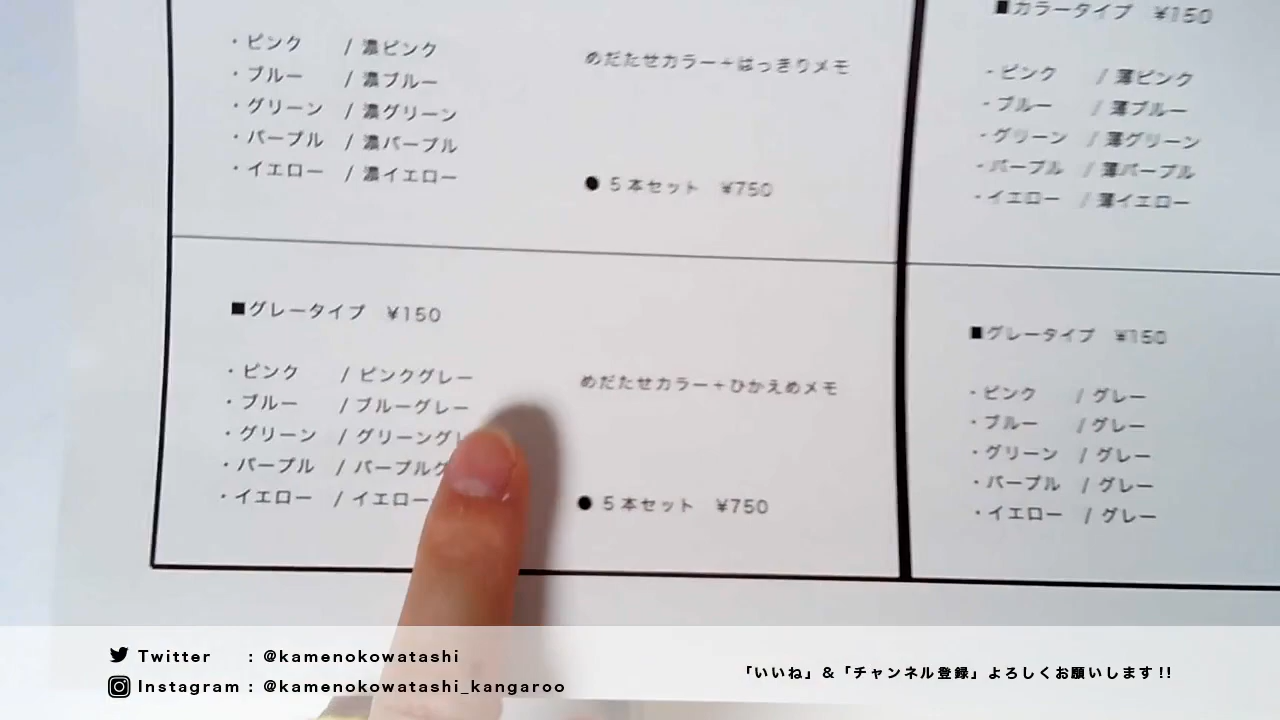 ・ピンク / 濃ピンク
・ブルー / 濃ブルー
・グリーン / 濃グリーン
・パープル / 濃パープル
・イエロー / 濃イエロー
めだたせカラー+はっきりメモ
● 5本セット ¥750
■グレータイプ ¥150
・ピンク / ピンクグレー
・ブルー / ブルーグレー
・グリーン / グリーング
・パープル / パープル
・イエロー / イエロー
めだたせカラー+ひかえめメモ
● 5本セット ¥750
■カラータイプ ¥150
・ピンク / 薄ピンク
・ブルー / 薄ブルー
・グリーン / 薄グリーン
・パープル / 薄パープル
・イエロー / 薄イエロー
■グレータイプ ¥150
・ピンク / グレー
・ブルー / グレー
・グリーン / グレー
・パープル / グレー
・イエロー / グレー
Twitter : @kamenokowatashi
Instagram : @kamenokowatashi_kangaroo
「いいね」&「チャンネル登録」よろしくお願いします!!